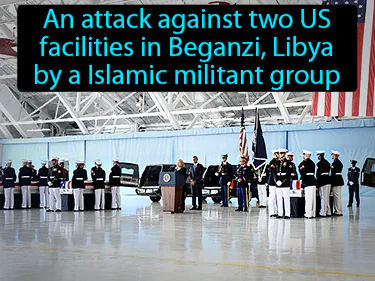 An attack against two US
facilities in Beganzi, Libya
by a Islamic militant group